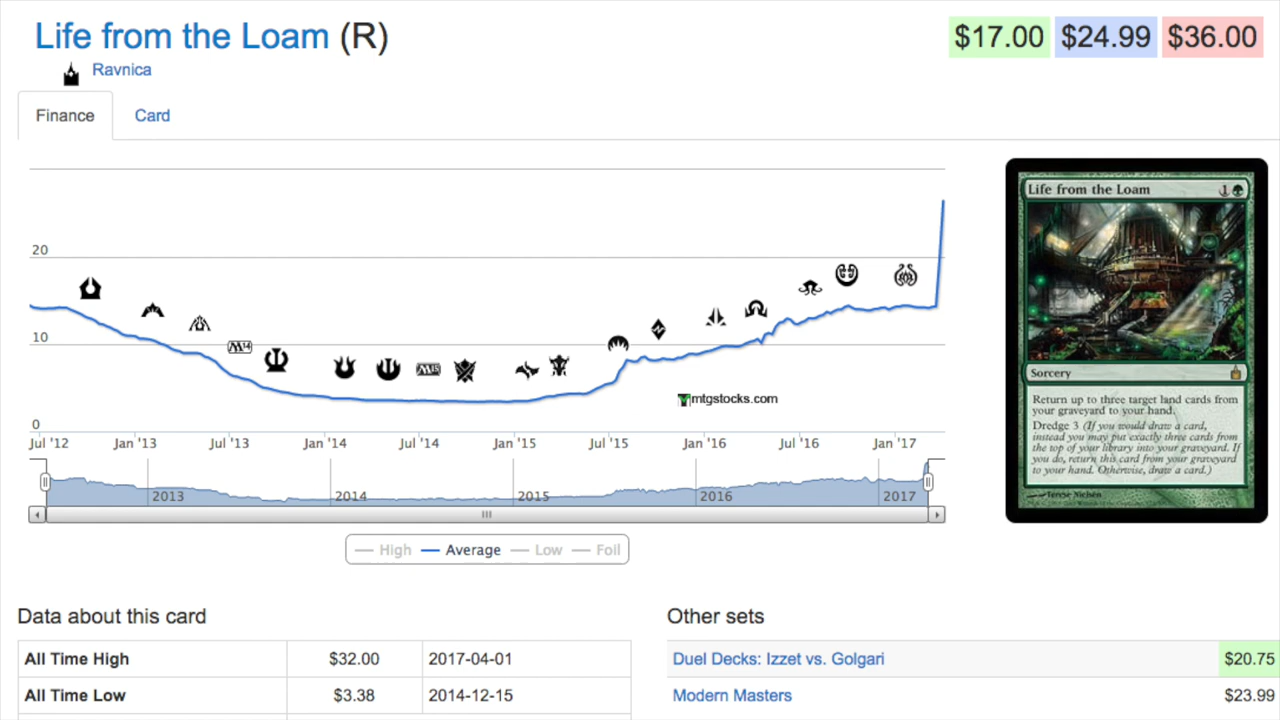 Life from the Loam (R)
$17.00 $24.99 $36.00
Ravnica
Finance Card
20
10
0
M14
M15
mtgstocks.com
Jul '12 Jan '13 Jul '13 Jan '14 Jul '14 Jan '15 Jul '15 Jan '16 Jul '16 Jan '17
2013 2014 2015 2016 2017
High Average Low Foil
Life from the Loam 1
Sorcery
Return up to three target land cards from
your graveyard to your hand.
Dredge 3 (If you would draw a card,
instead you may put exactly three cards from
the top of your library into your graveyard. If
you do, return this card from your graveyard
to your hand. Otherwise, draw a card.)
Terese Nielsen
Data about this card
All Time High $32.00 2017-04-01
All Time Low $3.38 2014-12-15
Other sets
Duel Decks: Izzet vs. Golgari $20.75
Modern Masters $23.99